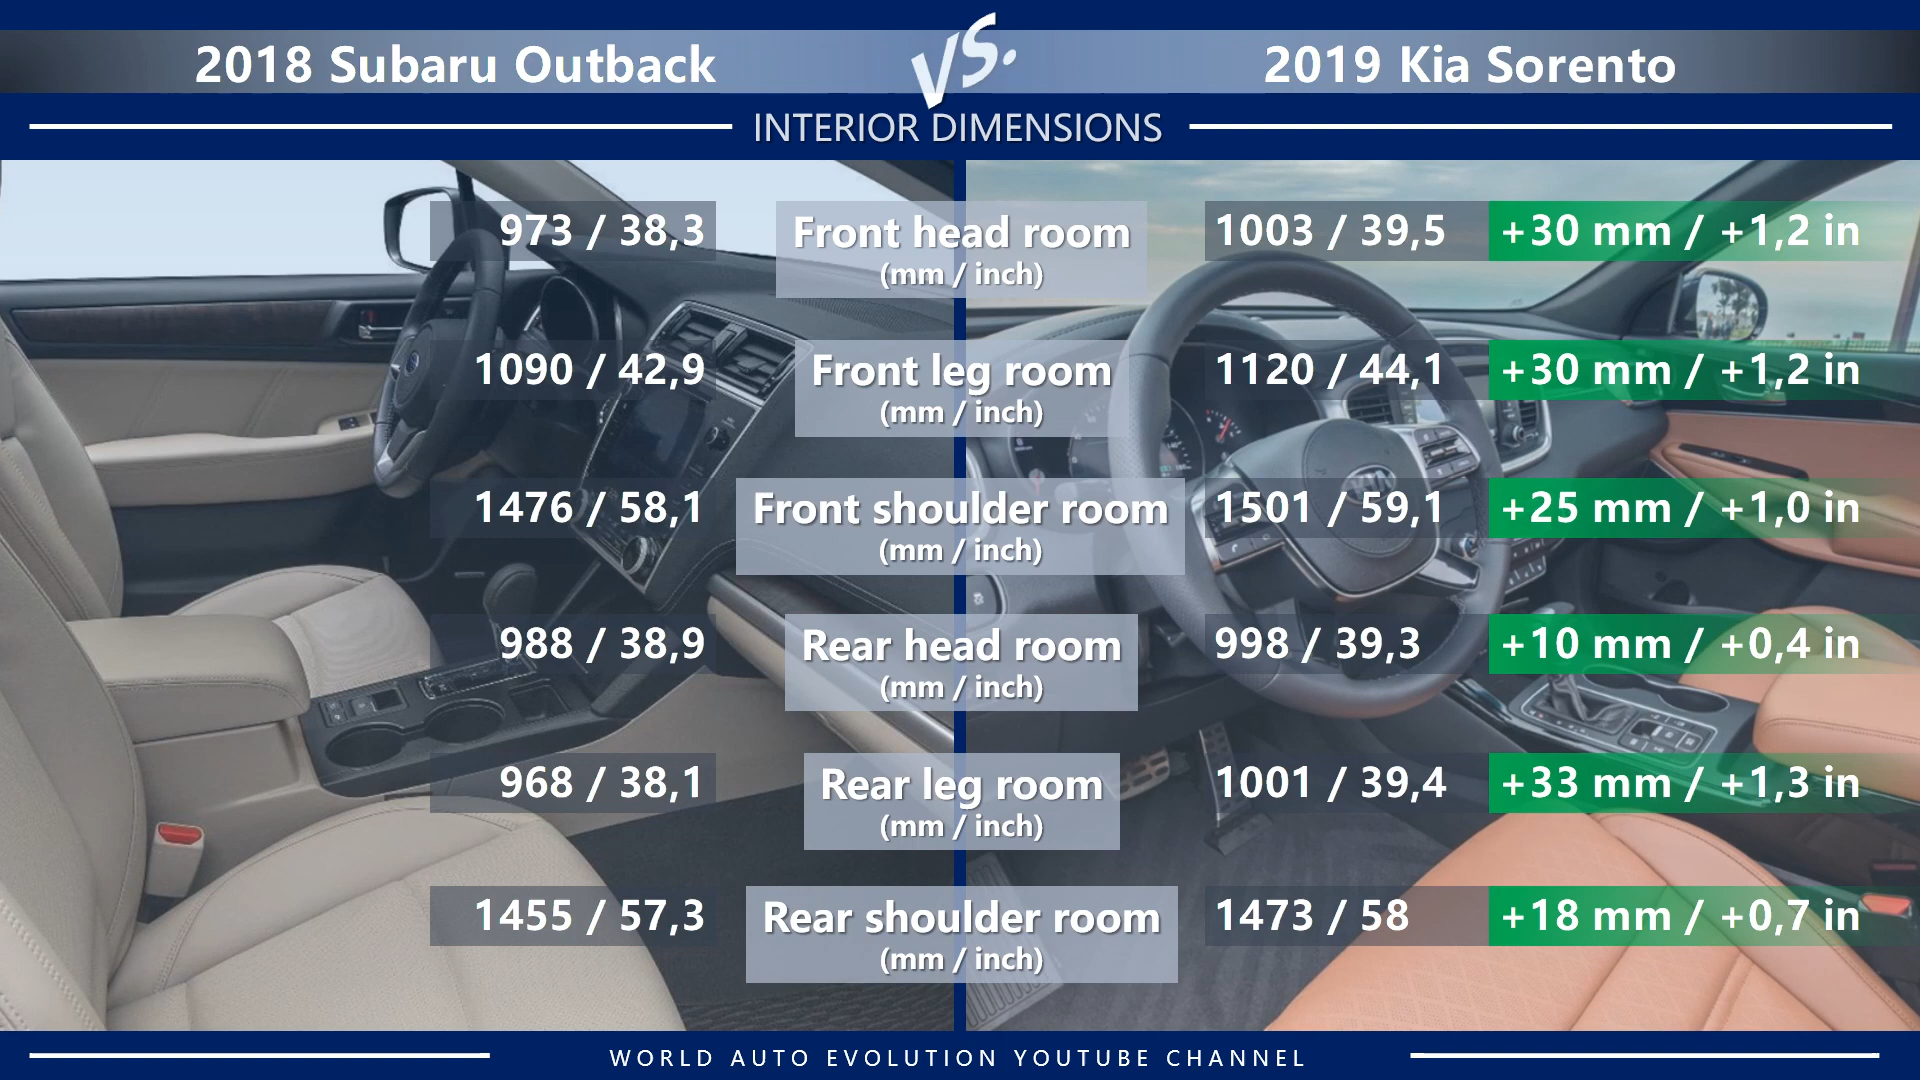 2018 Subaru Outback VS. 2019 Kia Sorento
INTERIOR DIMENSIONS
973 / 38,3 Front head room 1003 / 39,5 +30 mm / +1,2 in
(mm / inch)
1090 / 42,9 Front leg room 1120 / 44,1 +30 mm / +1,2 in
(mm / inch)
1476 / 58,1 Front shoulder room 1501 / 59,1 +25 mm / +1,0 in
(mm / inch)
988 / 38,9 Rear head room 998 / 39,3 +10 mm / +0,4 in
(mm / inch)
968 / 38,1 Rear leg room 1001 / 39,4 +33 mm / +1,3 in
(mm / inch)
1455 / 57,3 Rear shoulder room 1473 / 58 +18 mm / +0,7 in
(mm / inch)
WORLD AUTO EVOLUTION YOUTUBE CHANNEL